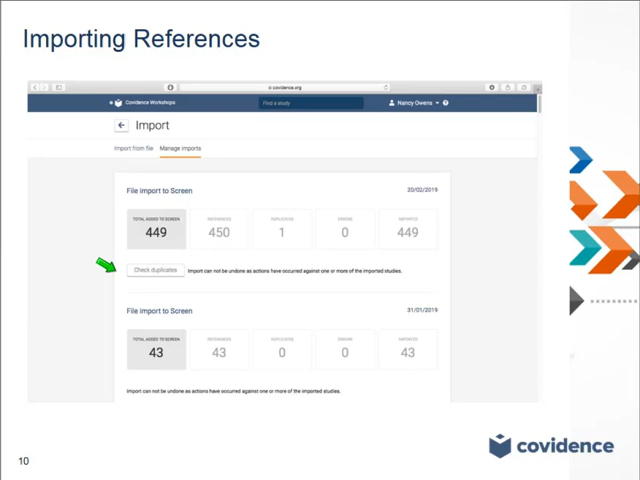 Importing References
covidence.org
Covidence Workshops
Find a study
Nancy Owens
Import
Import from file Manage imports
File import to Screen 20/02/2019
TOTAL ADDED TO SCREEN REFERENCES DUPLICATES ERRORS IMPORTED
449 450 1 0 449
Check duplicates Import can not be undone as actions have occurred against one or more of the imported studies.
File import to Screen 31/01/2019
TOTAL ADDED TO SCREEN REFERENCES DUPLICATES ERRORS IMPORTED
43 43 0 0 43
Import can not be undone as actions have occurred against one or more of the imported studies.
covidence
10